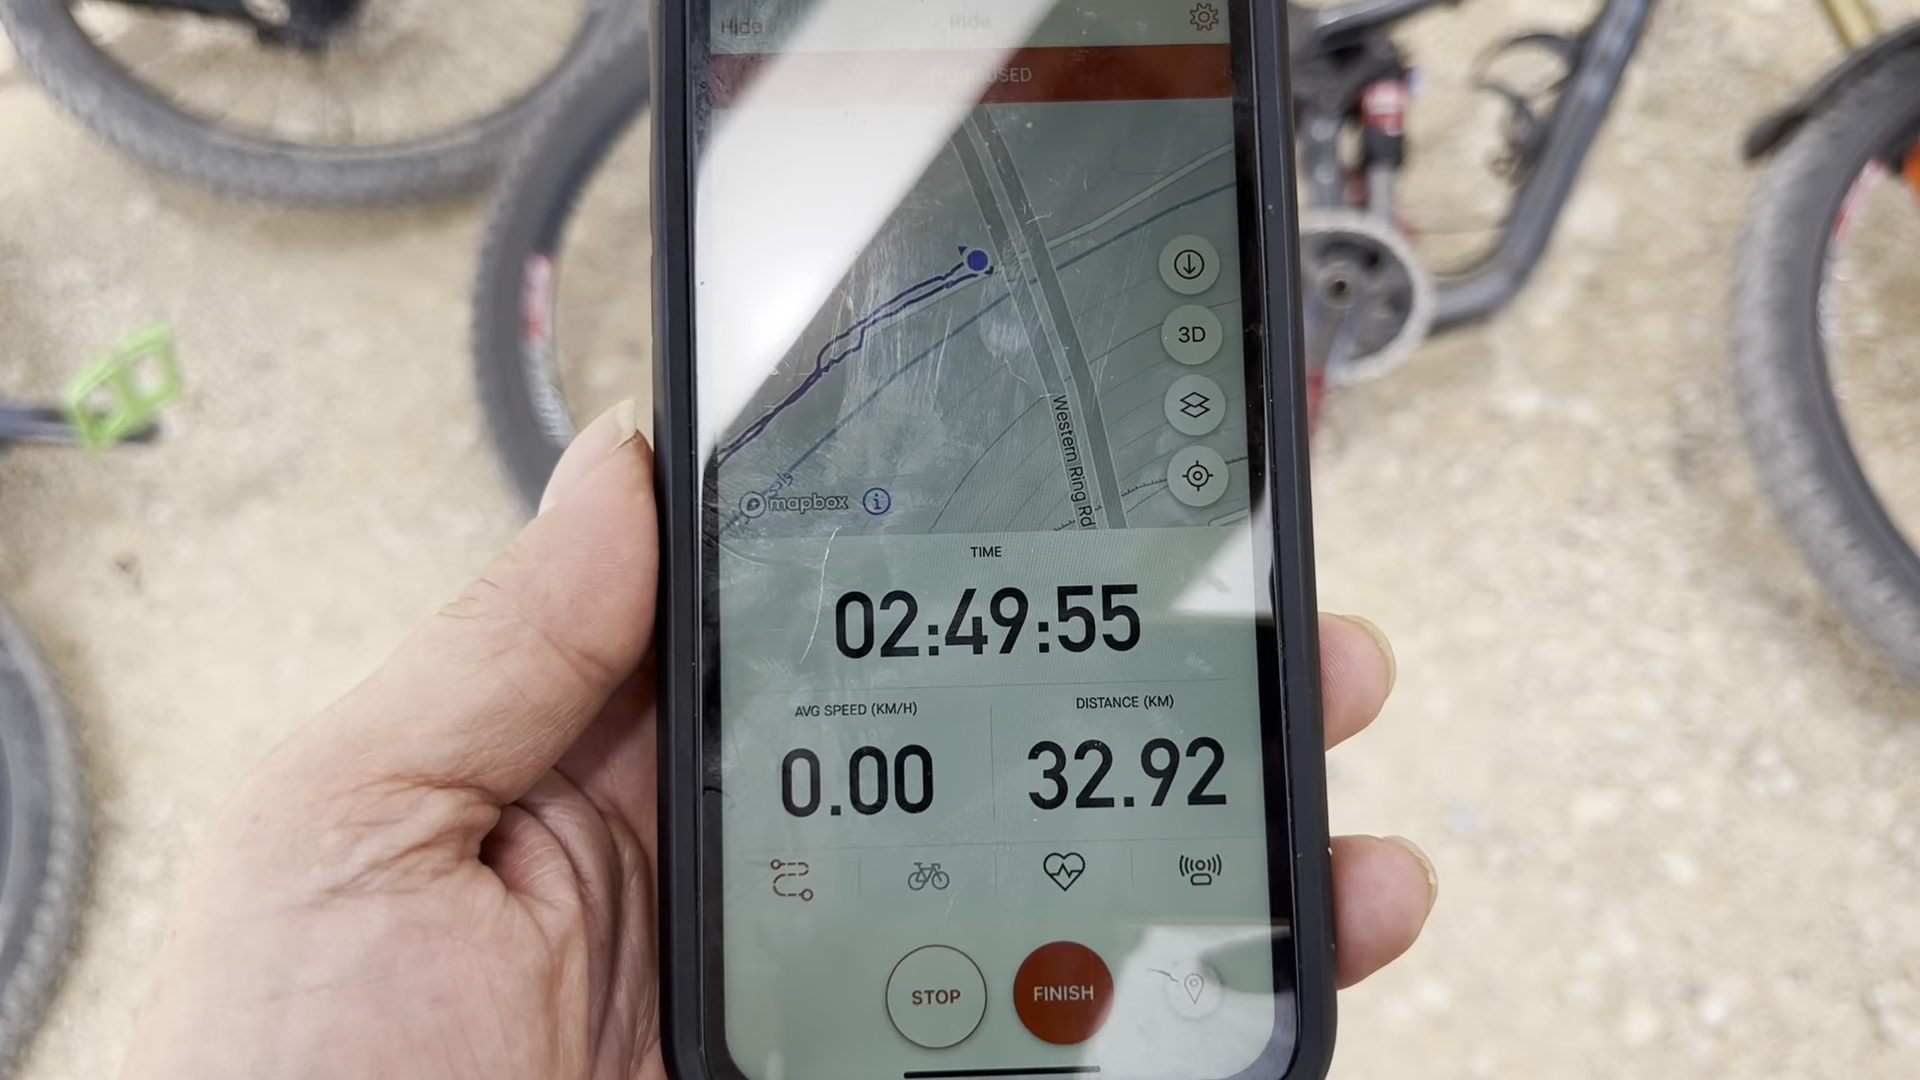 Hide
Ride
3D
Western Ring Rd
وادي
mapbox
TIME
02:49:55
AVG SPEED (KM/H)
DISTANCE (KM)
0.00
32.92
STOP
FINISH